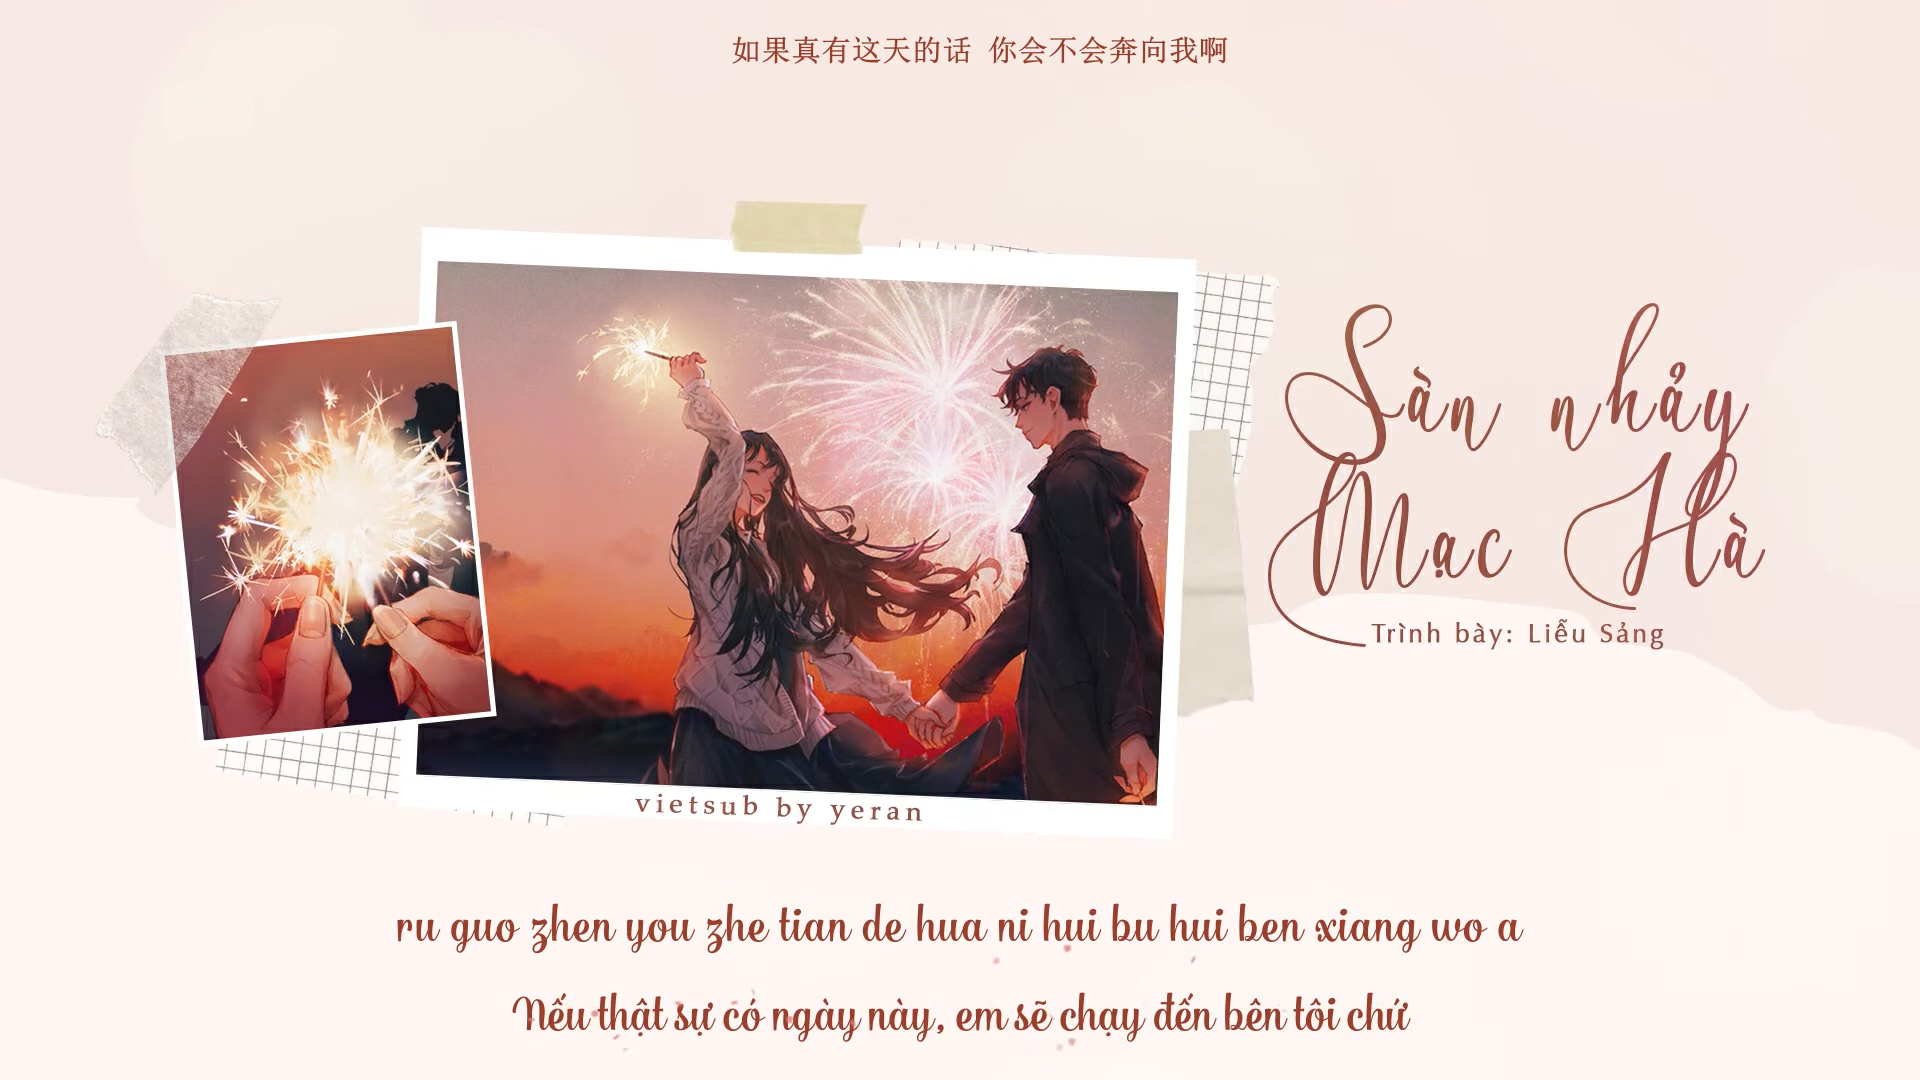 如果真有这天的话 你会不会奔向我啊
Sàn nhảy
Mạc Hà
Trình bày: Liễu Sảng
vietsub by yeran
ru guo zhen you zhe tian de hua ni hui bu hui ben xiang wo a
Nếu thật sự có ngày này, em sẽ chạy đến bên tôi chứ